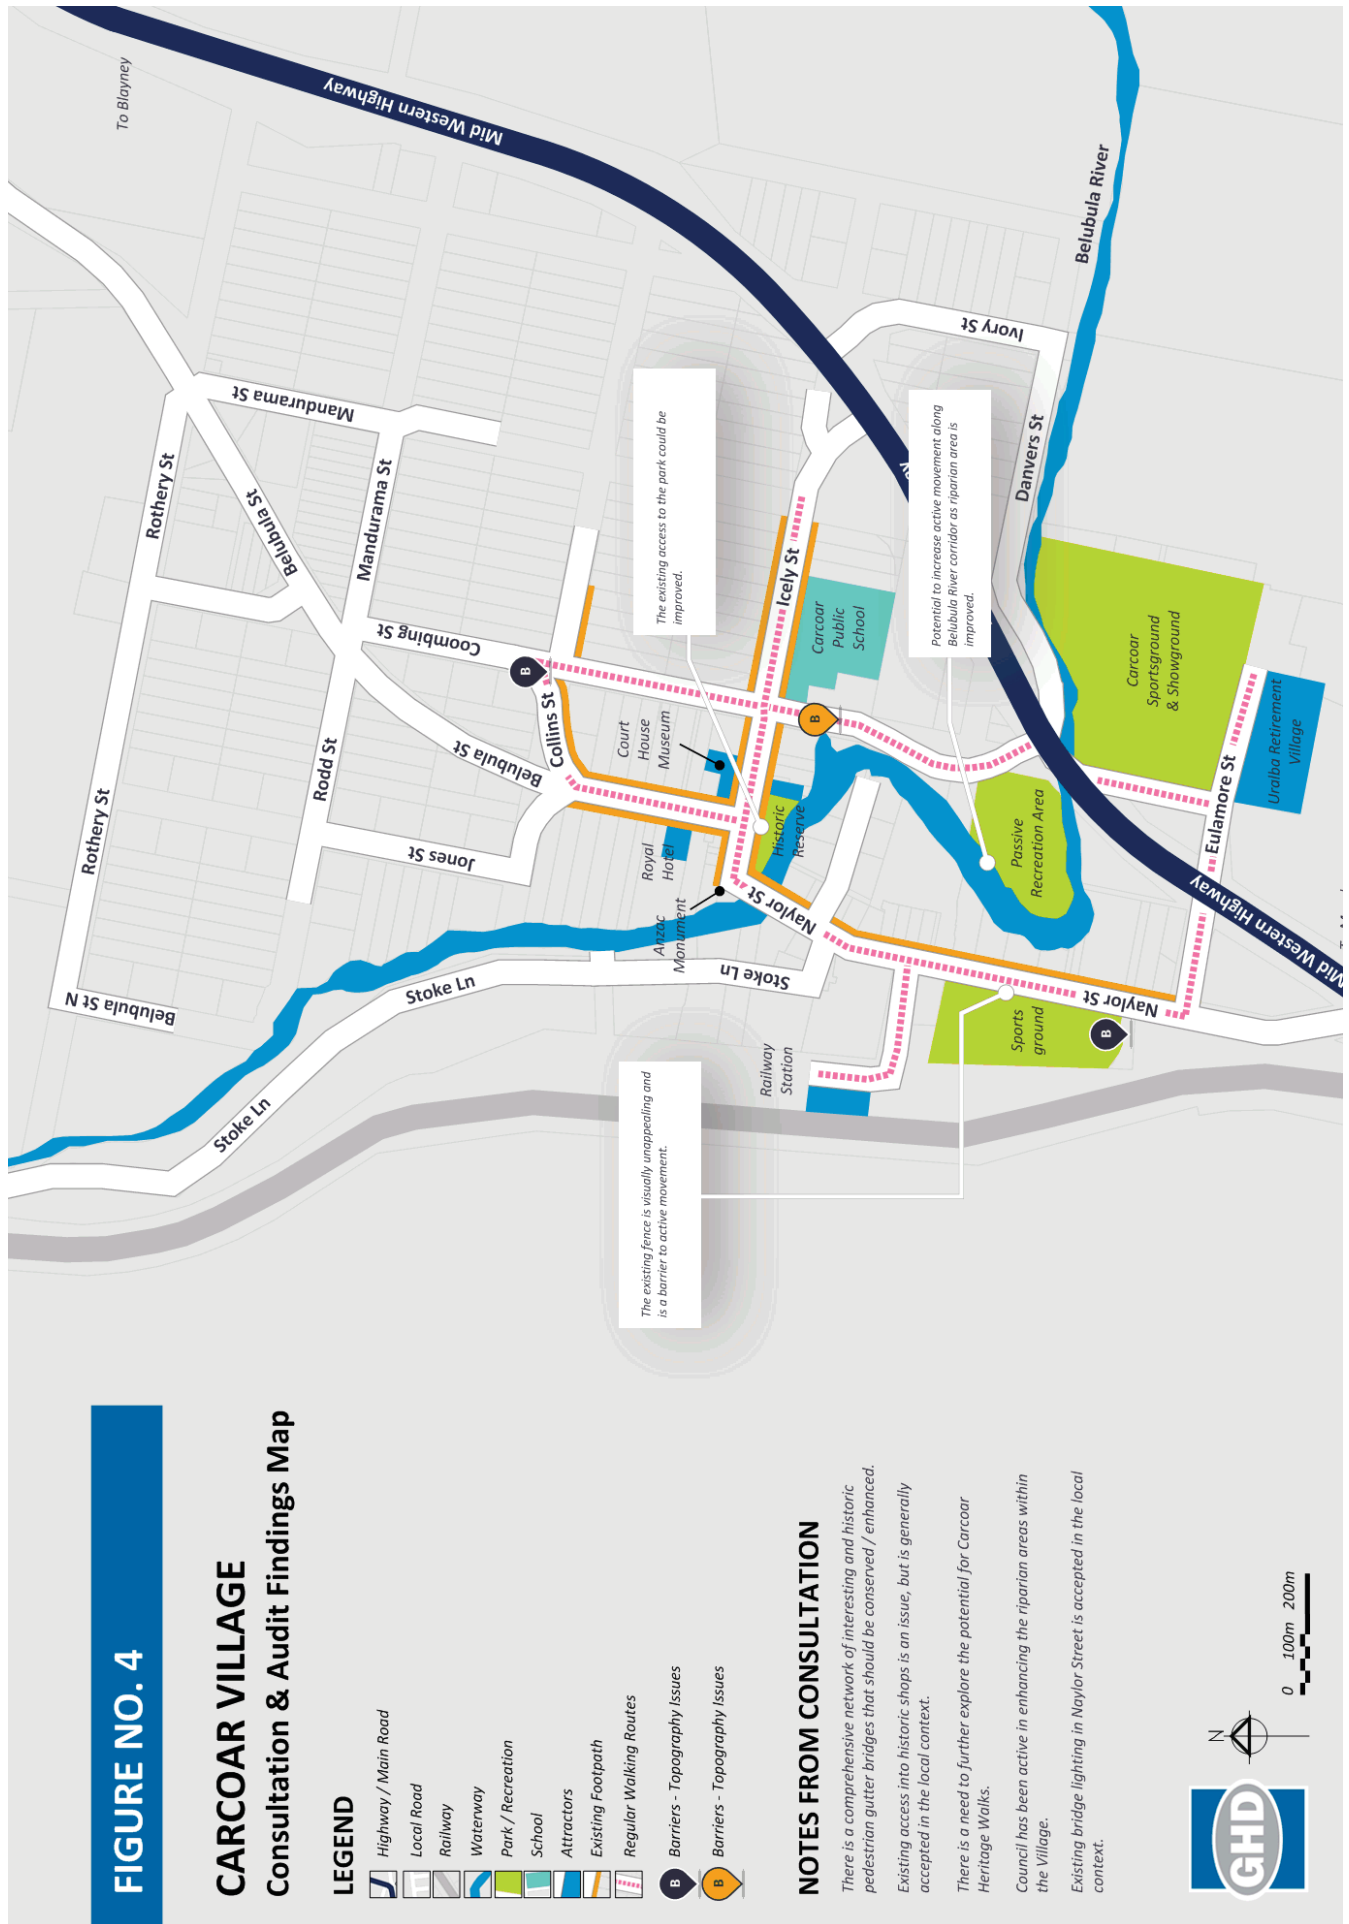 FIGURE NO. 4
CARCOAR VILLAGE
Consultation & Audit Findings Map
LEGEND
Highway / Main Road
Local Road
Railway
Waterway
Park / Recreation
School
Attractors
Existing Footpath
Regular Walking Routes
B
Barriers - Topography Issues
B
Barriers - Topography Issues
NOTES FROM CONSULTATION
There is a comprehensive network of interesting and historic
pedestrian gutter bridges that should be conserved / enhanced.
Existing access into historic shops is an issue, but is generally
accepted in the local context.
There is a need to further explore the potential for Carcoar
Heritage Walks.
Council has been active in enhancing the riparian areas within
the Village.
Existing bridge lighting in Naylor Street is accepted in the local
context.
GHD
N
0 100m 200m
To Blayney
Mid Western Highway
Rothery St
Mandurama St
Belubula St
Mandurama St
Coombing St
Rodd St
Rothery St
Belubula St
Collins St
Jones St
Belubula St N
Stoke Ln
Stoke Ln
Stoke Ln
B
Court
House
Museum
Royal
Hotel
Anzac
Monument
Historic
Reserve
Icely St
Carcoar
Public
School
B
Naylor St
Naylor St
Railway
Station
Sports
ground
B
Passive
Recreation Area
Carcoar
Sportsground
& Showground
Uralba Retirement
Village
Eulamore St
Mid Western Highway
Danvers St
Ivory St
Belubula River
The existing access to the park could be
improved.
Potential to increase active movement along
Belubula River corridor as riparian area is
improved.
The existing fence is visually unappealing and
is a barrier to active movement.